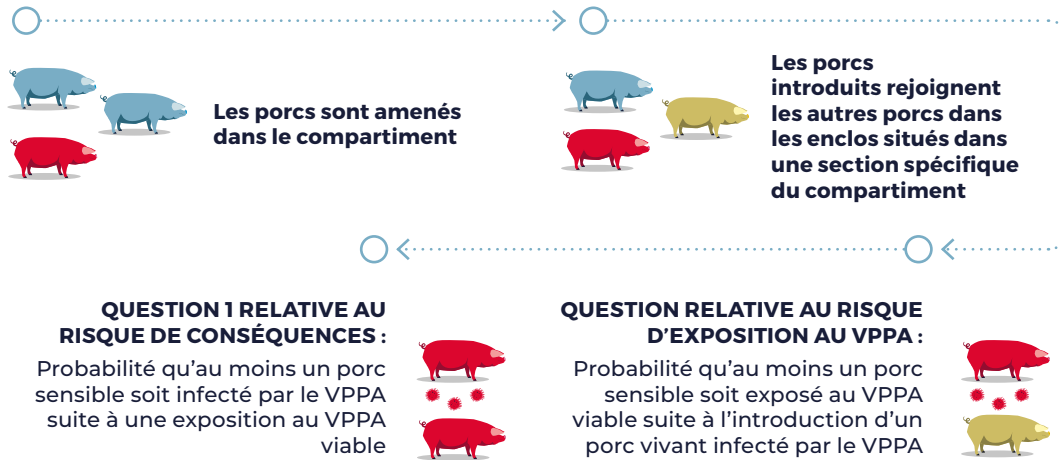 Les porcs sont amenés
dans le compartiment
Les porcs
introduits rejoignent
les autres porcs dans
les enclos situés dans
une section spécifique
du compartiment
QUESTION 1 RELATIVE AU
RISQUE DE CONSÉQUENCES :
Probabilité qu’au moins un porc
sensible soit infecté par le VPPA
suite à une exposition au VPPA
viable
QUESTION RELATIVE AU RISQUE
D’EXPOSITION AU VPPA :
Probabilité qu’au moins un porc
sensible soit exposé au VPPA
viable suite à l’introduction d’un
porc vivant infecté par le VPPA